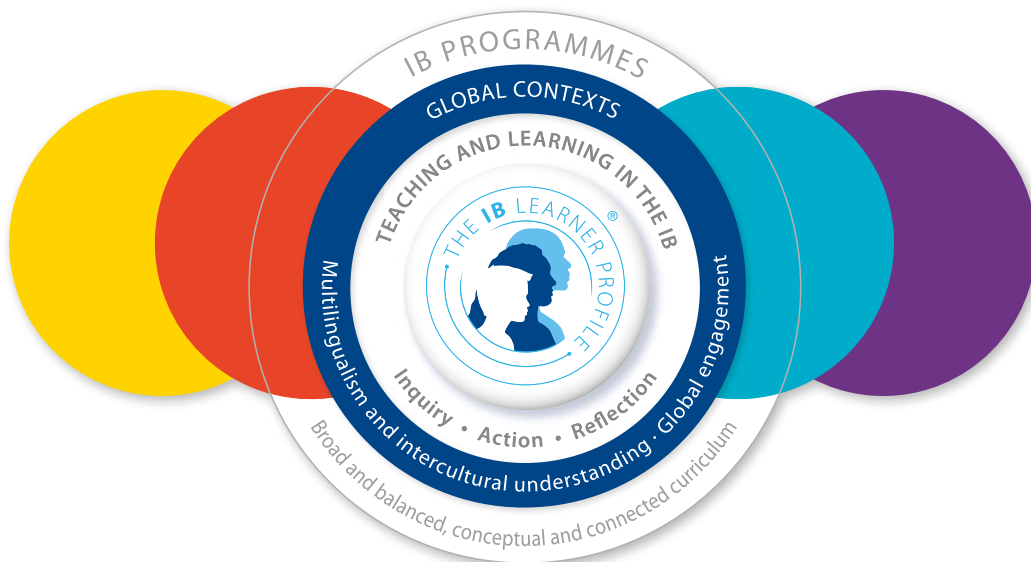 IB PROGRAMMES
GLOBAL CONTEXTS
TEACHING AND LEARNING IN THE IB
THE IB LEARNER PROFILE®
Inquiry • Action • Reflection
Multilingualism and intercultural understanding · Global engagement
Broad and balanced, conceptual and connected curriculum